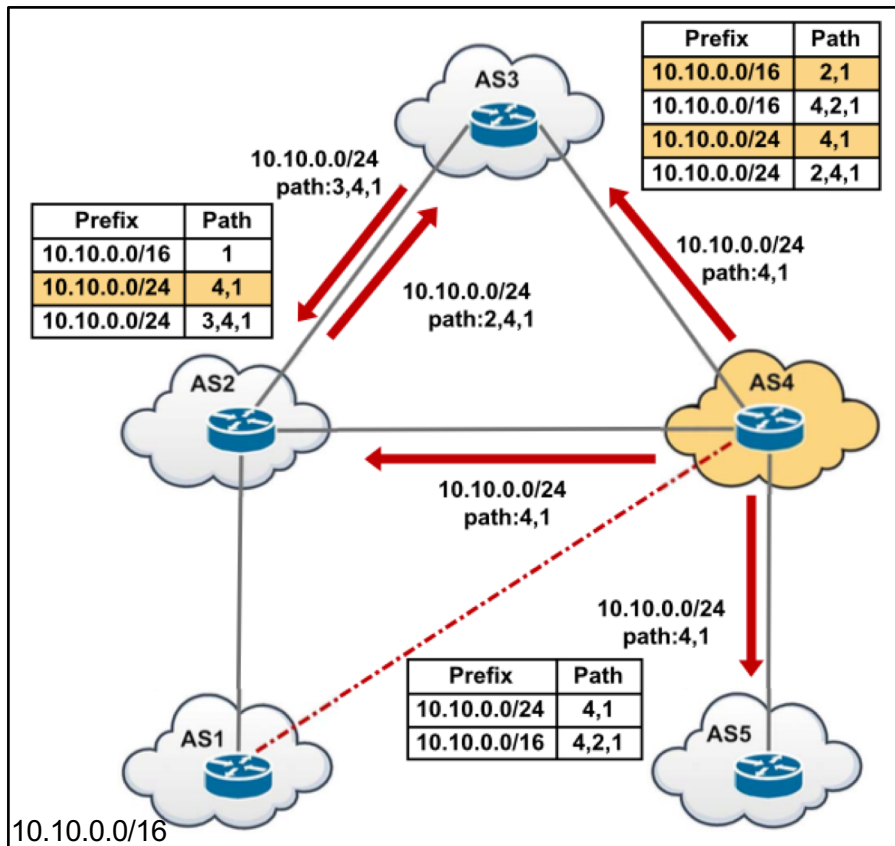 AS3
Prefix Path
10.10.0.0/16 2,1
10.10.0.0/16 4,2,1
10.10.0.0/24 4,1
10.10.0.0/24 2,4,1
10.10.0.0/24
path:3,4,1
Prefix Path
10.10.0.0/16 1
10.10.0.0/24 4,1
10.10.0.0/24 3,4,1
10.10.0.0/24
path:4,1
10.10.0.0/24
path:2,4,1
AS2
AS4
10.10.0.0/24
path:4,1
10.10.0.0/24
path:4,1
Prefix Path
10.10.0.0/24 4,1
10.10.0.0/16 4,2,1
AS1
AS5
10.10.0.0/16